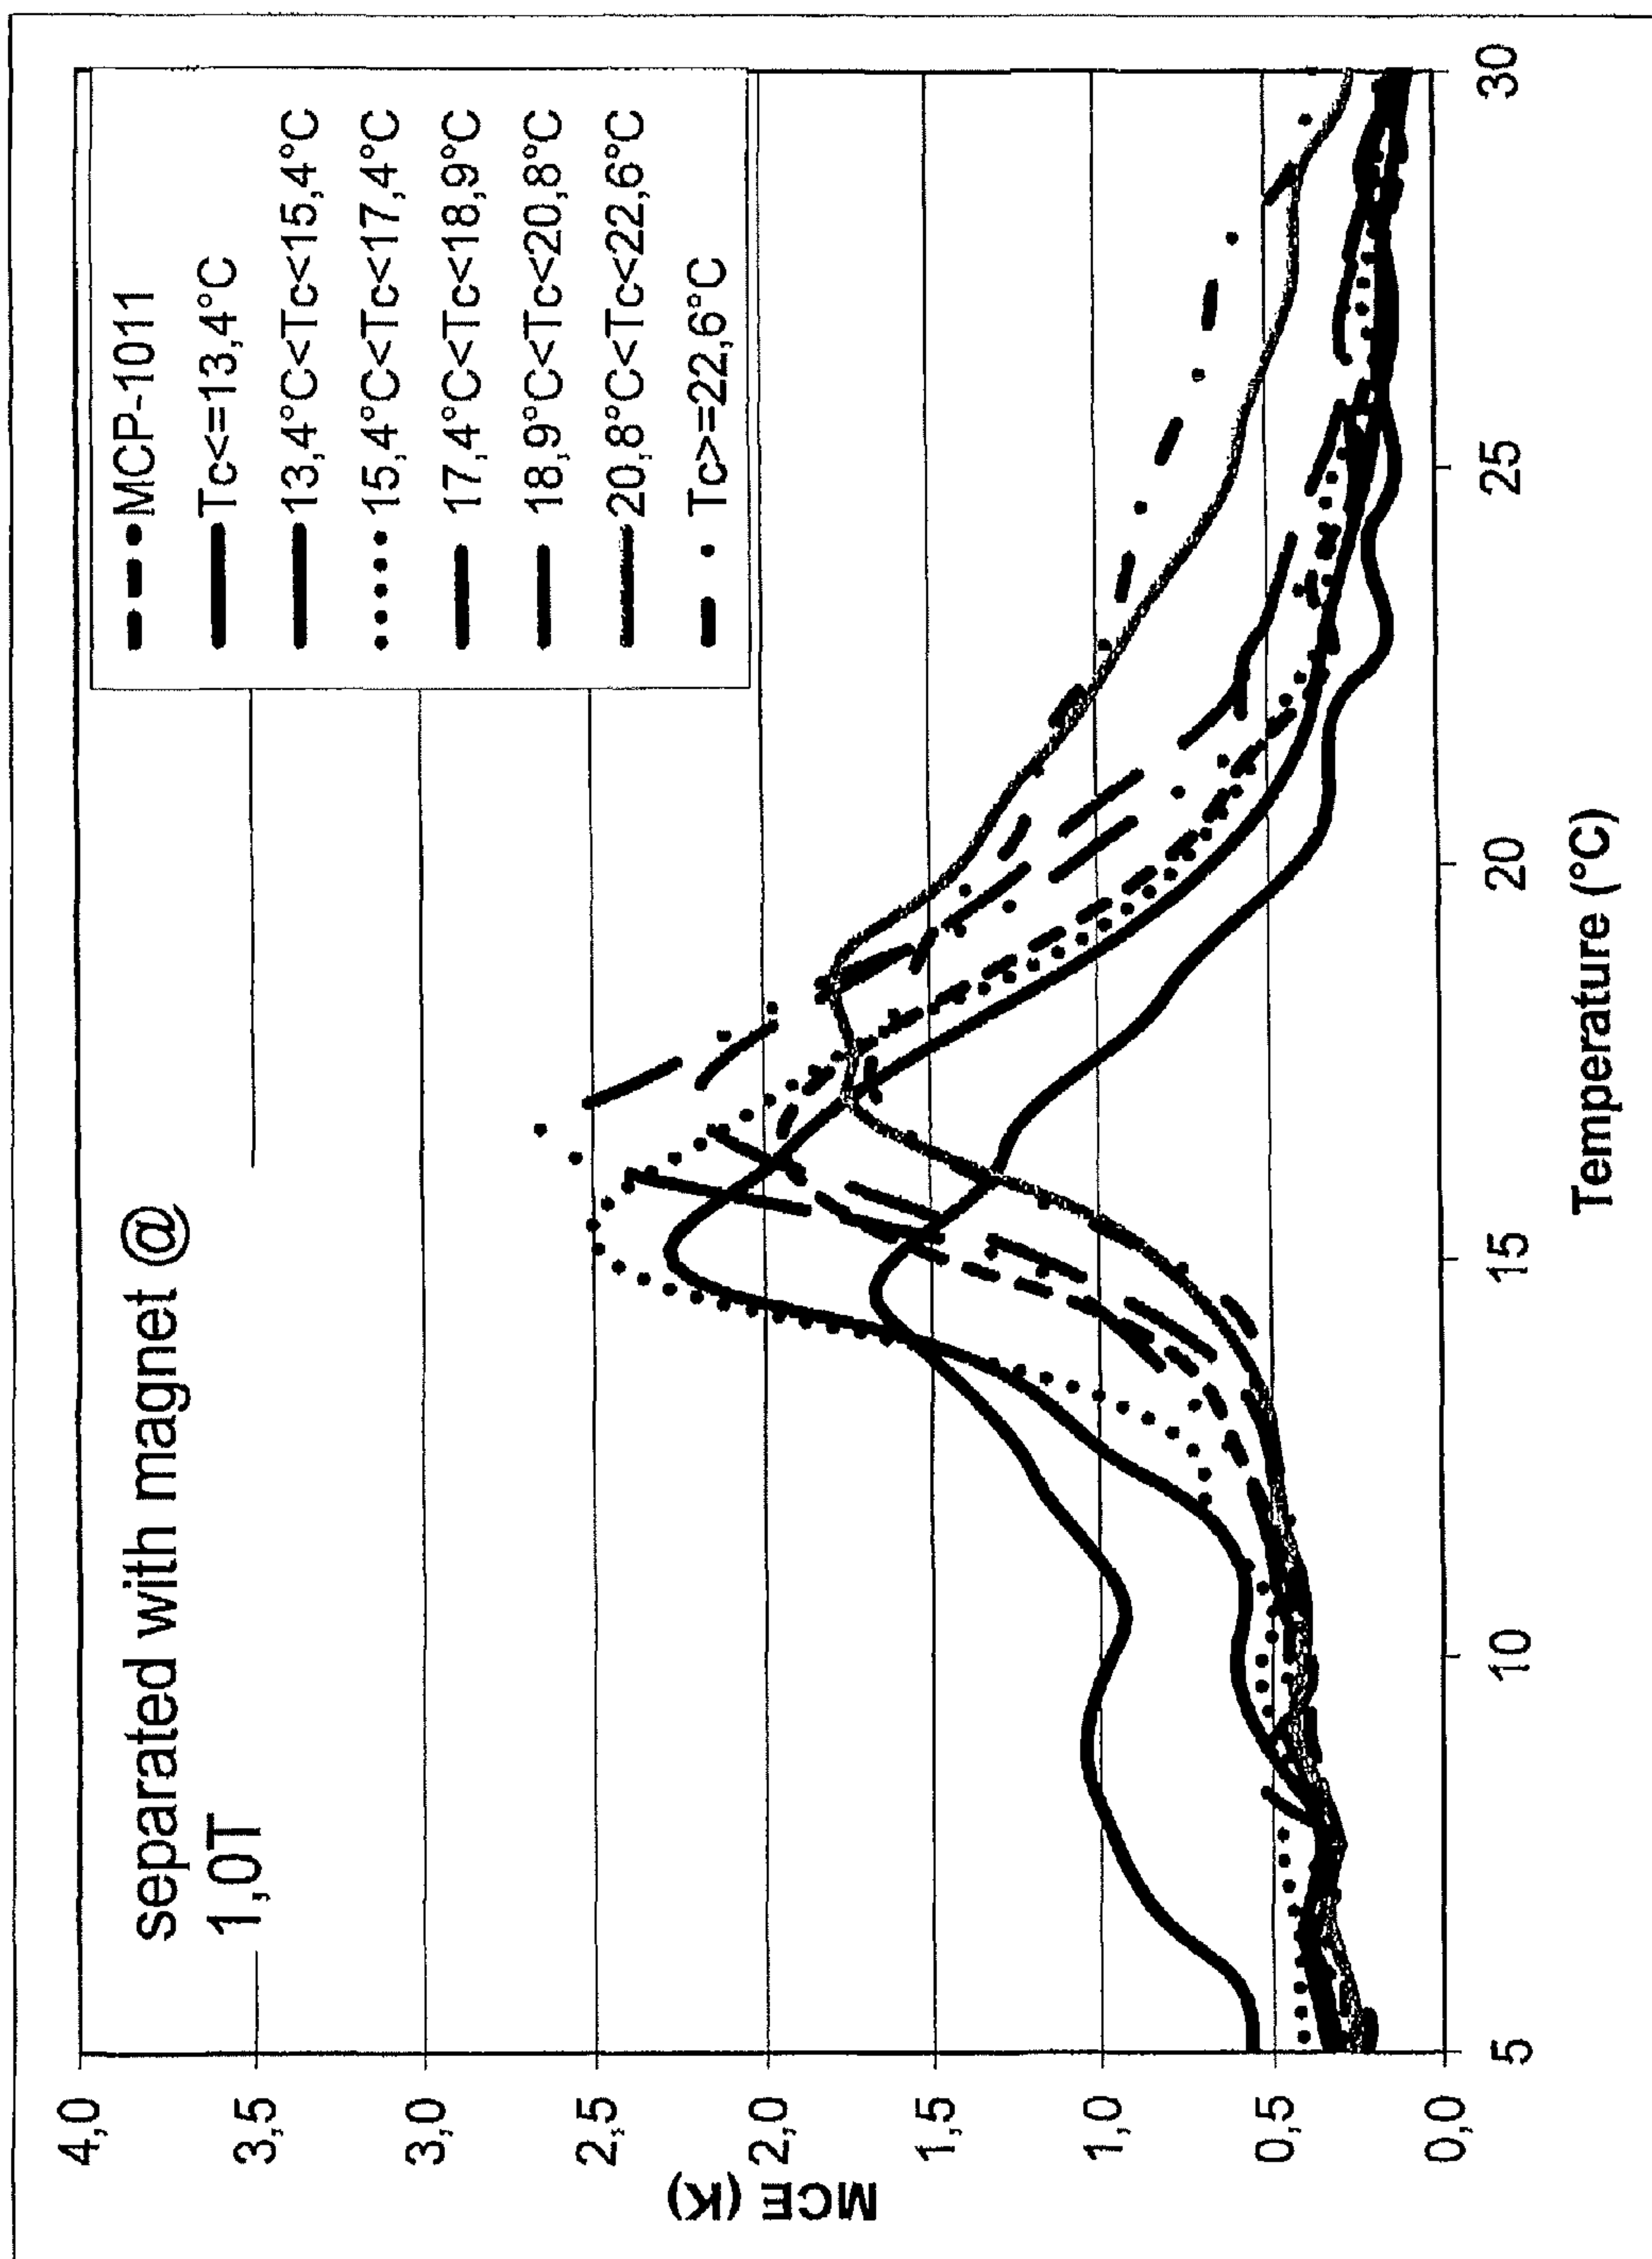 separated with magnet @
1,0T
MCP-1011
Tc<=13,4°C
13,4°C<Tc<15,4°C
15,4°C<Tc<17,4°C
17,4°C<Tc<18,9°C
18,9°C<Tc<20,8°C
20,8°C<Tc<22,6°C
Tc>=22,6°C
MCE (K)
4,0
3,5
3,0
2,5
2,0
1,5
1,0
0,5
0,0
5
10
15
20
25
30
Temperature (°C)